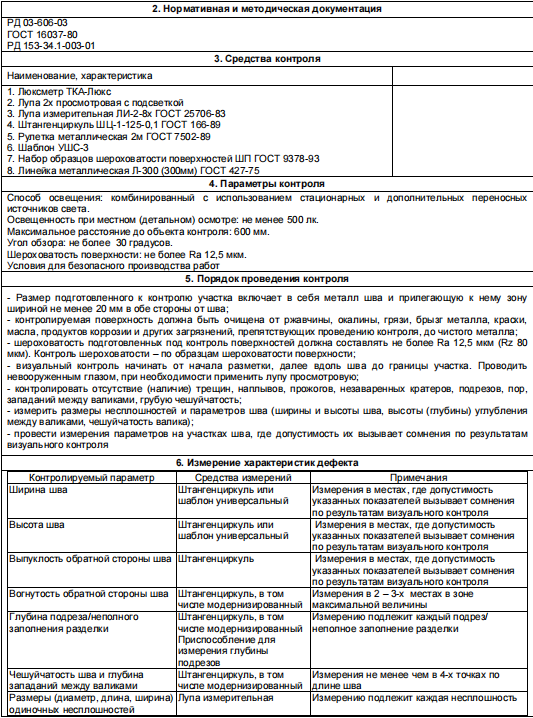 2. Нормативная и методическая документация
РД 03-606-03
ГОСТ 16037-80
РД 153-34.1-003-01
3. Средства контроля
Наименование, характеристика
1. Люксметр ТКА-Люкс
2. Лупа 2х просмотровая с подсветкой
3. Лупа измерительная ЛИ-2-8х ГОСТ 25706-83
4. Штангенциркуль ШЦ-1-125-0,1 ГОСТ 166-89
5. Рулетка металлическая 2м ГОСТ 7502-89
6. Шаблон УШС-3
7. Набор образцов шероховатости поверхностей ШП ГОСТ 9378-93
8. Линейка металлическая Л-300 (300мм) ГОСТ 427-75
4. Параметры контроля
Способ освещения: комбинированный с использованием стационарных и дополнительных переносных
источников света.
Освещенность при местном (детальном) осмотре: не менее 500 лк.
Максимальное расстояние до объекта контроля: 600 мм.
Угол обзора: не более 30 градусов.
Шероховатость поверхности: не более Ra 12,5 мкм.
Условия для безопасного производства работ
5. Порядок проведения контроля
- Размер подготовленного к контролю участка включает в себя металл шва и прилегающую к нему зону
шириной не менее 20 мм в обе стороны от шва;
- контролируемая поверхность должна быть очищена от ржавчины, окалины, грязи, брызг металла, краски,
масла, продуктов коррозии и других загрязнений, препятствующих проведению контроля, до чистого металла;
- шероховатость подготовленных под контроль поверхностей должна составлять не более Ra 12,5 мкм (Rz 80
мкм). Контроль шероховатости – по образцам шероховатости поверхности;
- визуальный контроль начинать от начала разметки, далее вдоль шва до границы участка. Проводить
невооруженным глазом, при необходимости применить лупу просмотровую;
- контролировать отсутствие (наличие) трещин, наплывов, прожогов, незаваренных кратеров, подрезов, пор,
западаний между валиками, грубую чешуйчатость;
- измерить размеры несплошностей и параметров шва (ширины и высоты шва, высоты (глубины) углубления
между валиками, чешуйчатость валика);
- провести измерения параметров на участках шва, где допустимость их вызывает сомнения по результатам
визуального контроля
6. Измерение характеристик дефекта
Контролируемый параметр Средства измерений Примечания
Ширина шва Штангенциркуль или Измерения в местах, где допустимость
шаблон универсальный указанных показателей вызывает сомнения
по результатам визуального контроля
Высота шва Штангенциркуль или Измерения в местах, где допустимость
шаблон универсальный указанных показателей вызывает сомнения
по результатам визуального контроля
Выпуклость обратной стороны шва Штангенциркуль Измерения в местах, где допустимость
указанных показателей вызывает сомнения
по результатам визуального контроля
Вогнутость обратной стороны шва Штангенциркуль, в том Измерения в 2 – 3-х местах в зоне
числе модернизированный максимальной величины
Глубина подреза/неполного Штангенциркуль, в том Измерению подлежит каждый подрез/
заполнения разделки числе модернизированный неполное заполнение разделки
Приспособление для
измерения глубины
подрезов
Чешуйчатость шва и глубина Штангенциркуль, в том Измерения не менее чем в 4-х точках по
западаний между валиками числе модернизированный длине шва
Размеры (диаметр, длина, ширина) Лупа измерительная Измерению подлежит каждая несплошность
одиночных несплошностей